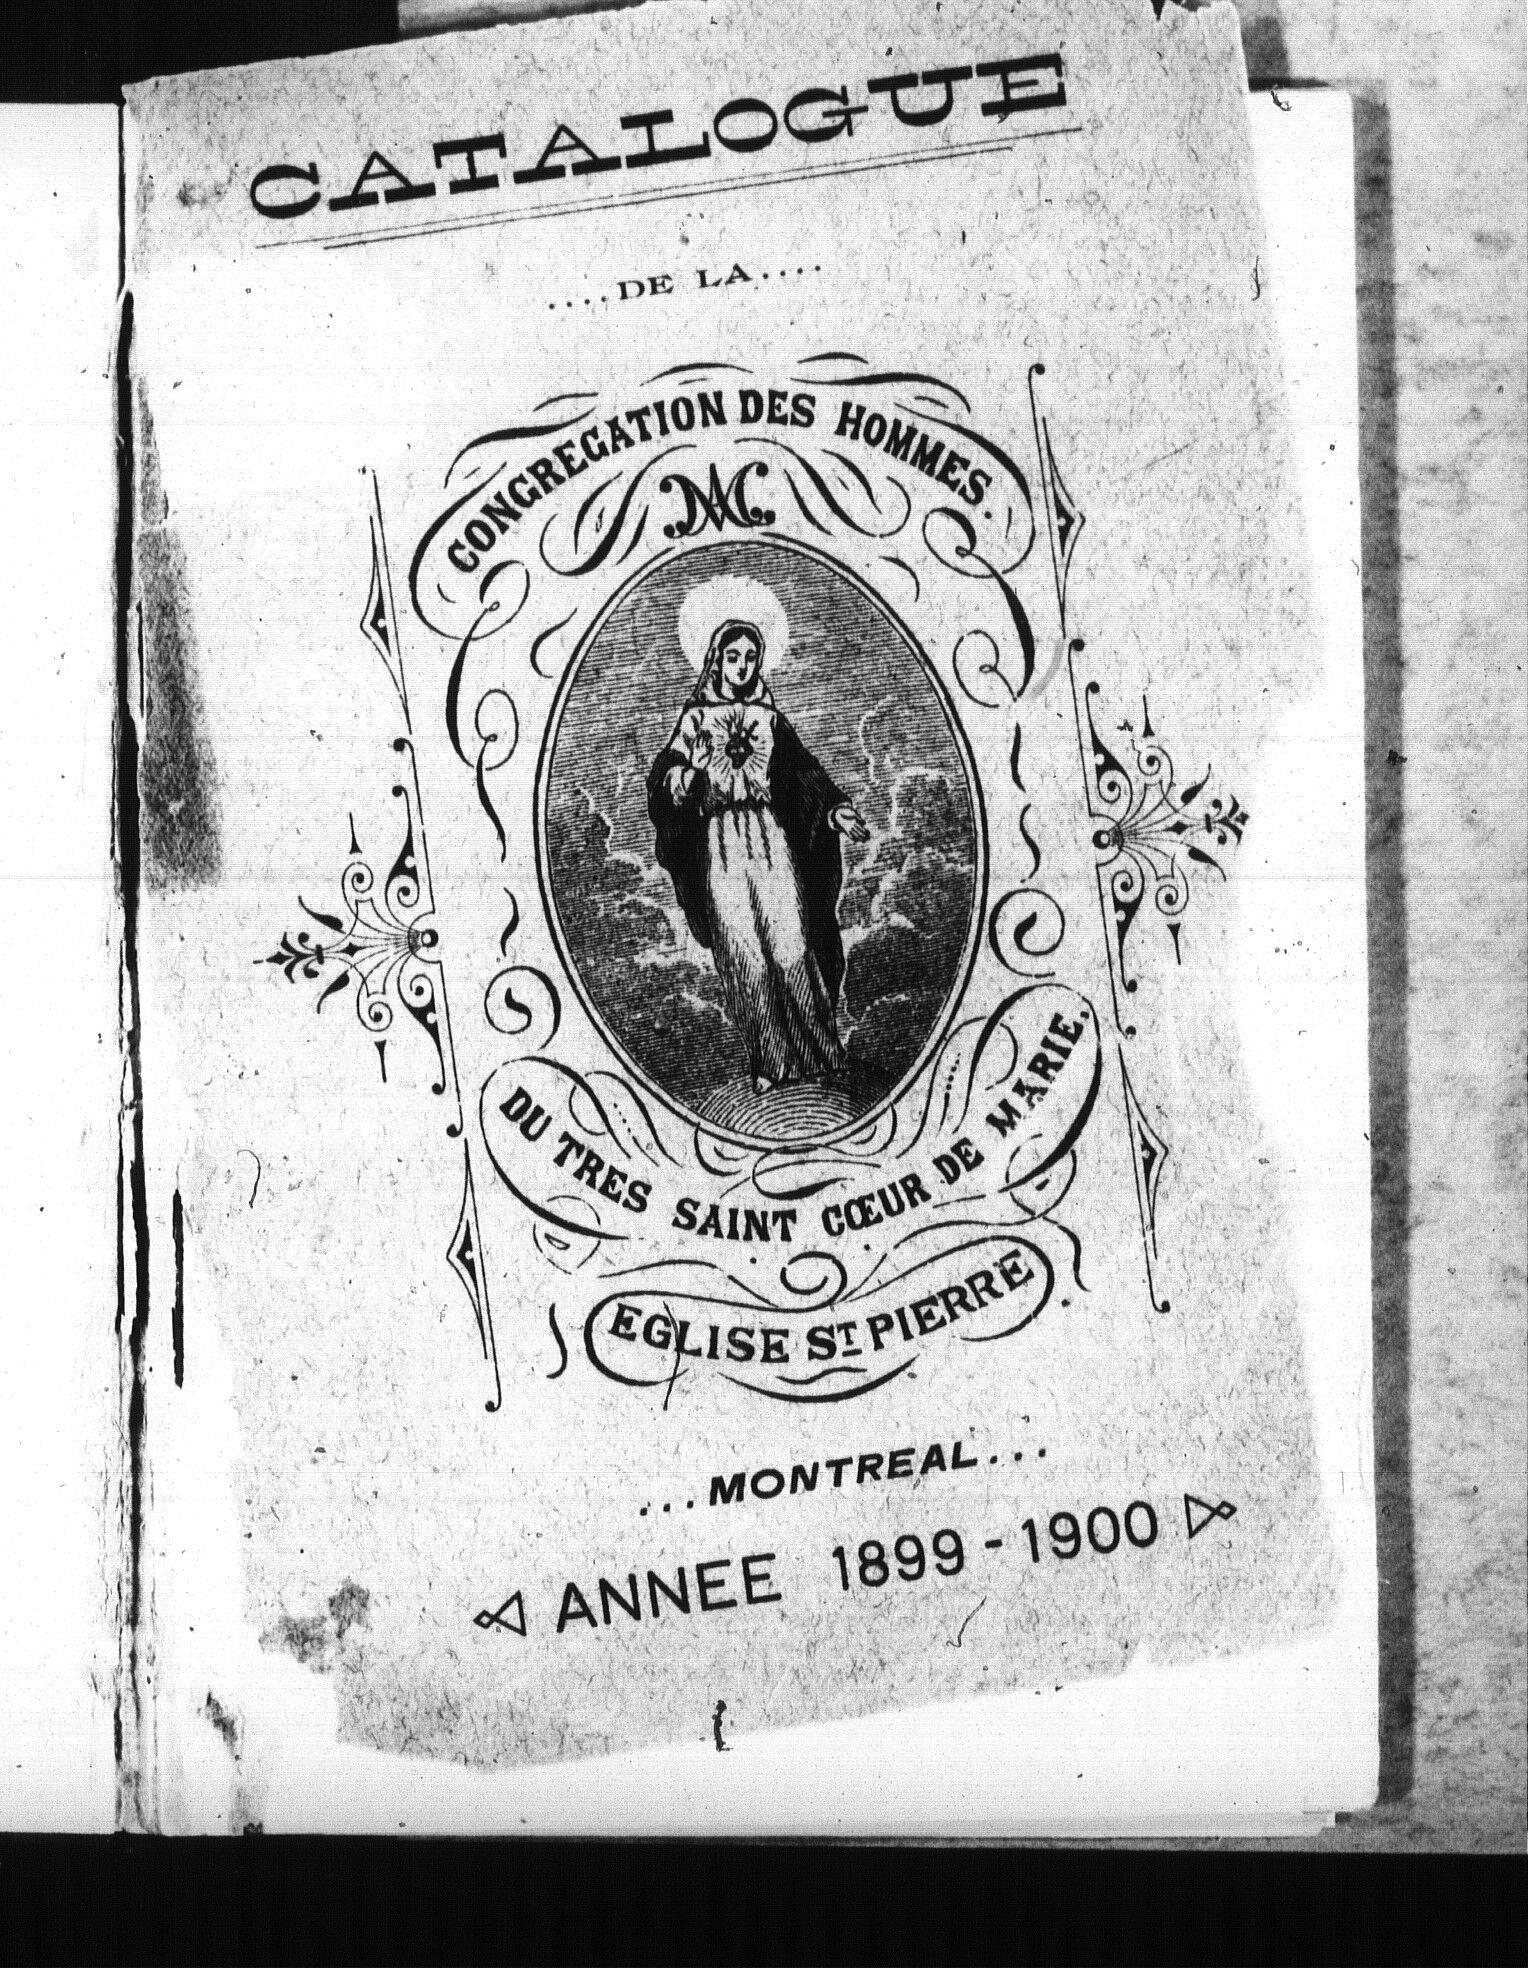 CATALOGUE
....DE LA....
CONGREGATION DES HOMMES.
DU TRES SAINT CŒUR DE MARIE.
EGLISE ST PIERRE
...MONTREAL...
ANNEE 1899-1900